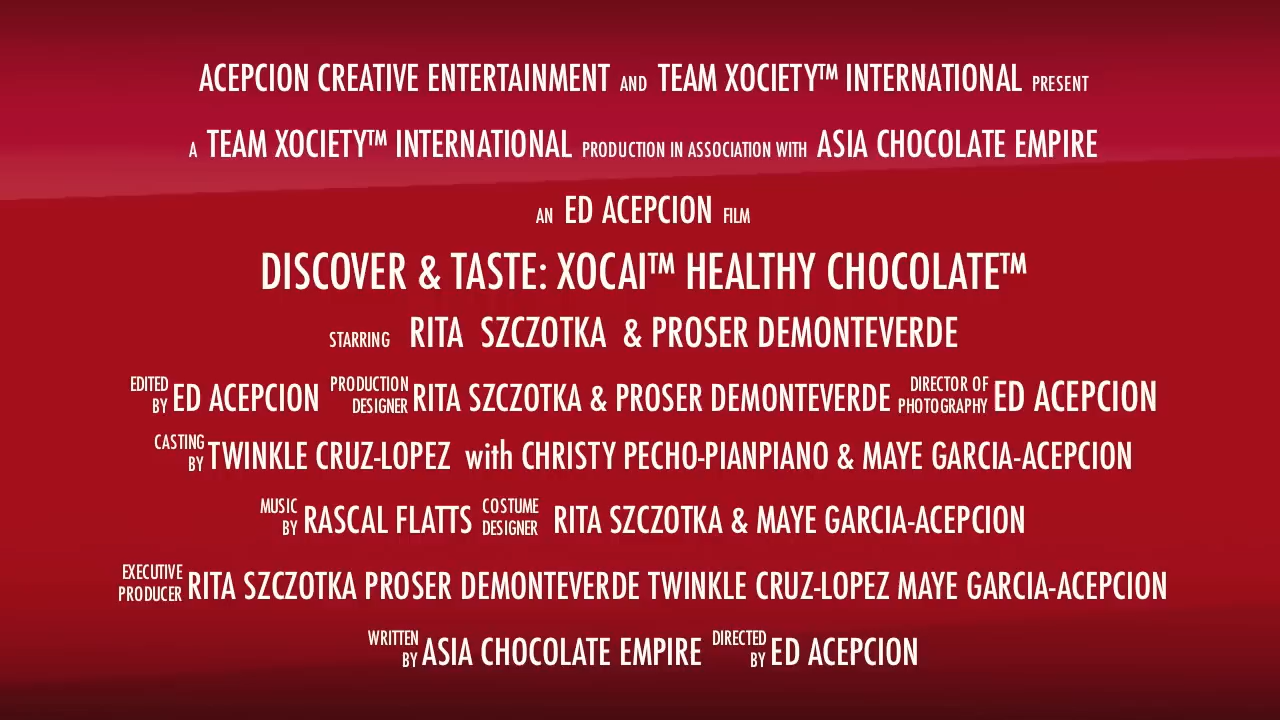 ACEPCION CREATIVE ENTERTAINMENT AND TEAM XOCIETY™ INTERNATIONAL PRESENT
A TEAM XOCIETY™ INTERNATIONAL PRODUCTION IN ASSOCIATION WITH ASIA CHOCOLATE EMPIRE
AN ED ACEPCION FILM
DISCOVER & TASTE: XOCAI™ HEALTHY CHOCOLATE™
STARRING RITA SZCZOTKA & PROSER DEMONTEVERDE
EDITED BY ED ACEPCION PRODUCTION DESIGNER RITA SZCZOTKA & PROSER DEMONTEVERDE DIRECTOR OF PHOTOGRAPHY ED ACEPCION
CASTING BY TWINKLE CRUZ-LOPEZ with CHRISTY PECHO-PIANPIANO & MAYE GARCIA-ACEPCION
MUSIC BY RASCAL FLATTS COSTUME DESIGNER RITA SZCZOTKA & MAYE GARCIA-ACEPCION
EXECUTIVE PRODUCER RITA SZCZOTKA PROSER DEMONTEVERDE TWINKLE CRUZ-LOPEZ MAYE GARCIA-ACEPCION
WRITTEN BY ASIA CHOCOLATE EMPIRE DIRECTED BY ED ACEPCION